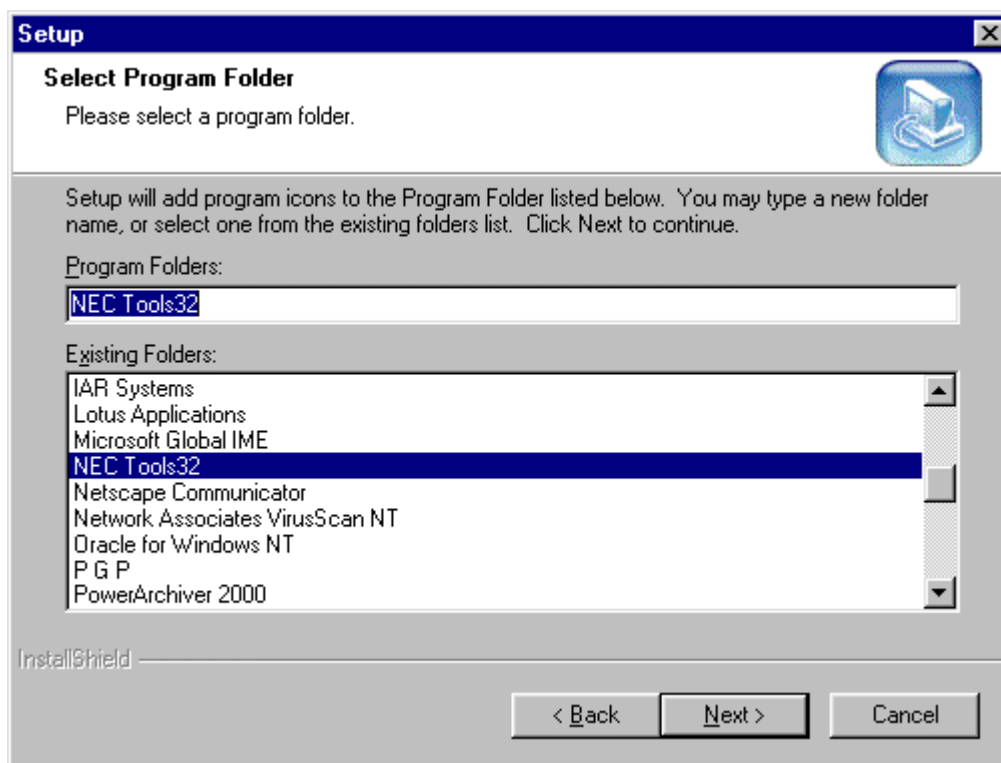 Setup
Select Program Folder
Please select a program folder.
Setup will add program icons to the Program Folder listed below.  You may type a new folder
name, or select one from the existing folders list.  Click Next to continue.
Program Folders:
NEC Tools32
Existing Folders:
IAR Systems
Lotus Applications
Microsoft Global IME
NEC Tools32
Netscape Communicator
Network Associates VirusScan NT
Oracle for Windows NT
P G P
PowerArchiver 2000
InstallShield
< Back Next > Cancel